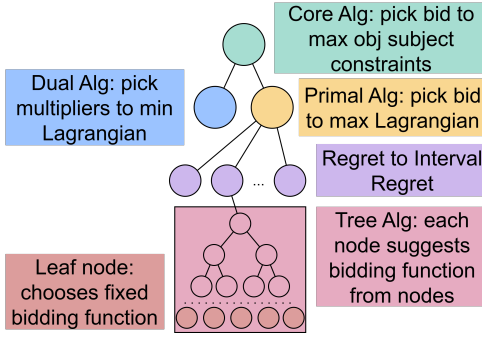 Core Alg: pick bid to
max obj subject
constraints
Dual Alg: pick
multipliers to min
Lagrangian
Primal Alg: pick bid
to max Lagrangian
Regret to Interval
Regret
...
Tree Alg: each
node suggests
bidding function
from nodes
Leaf node:
chooses fixed
bidding function